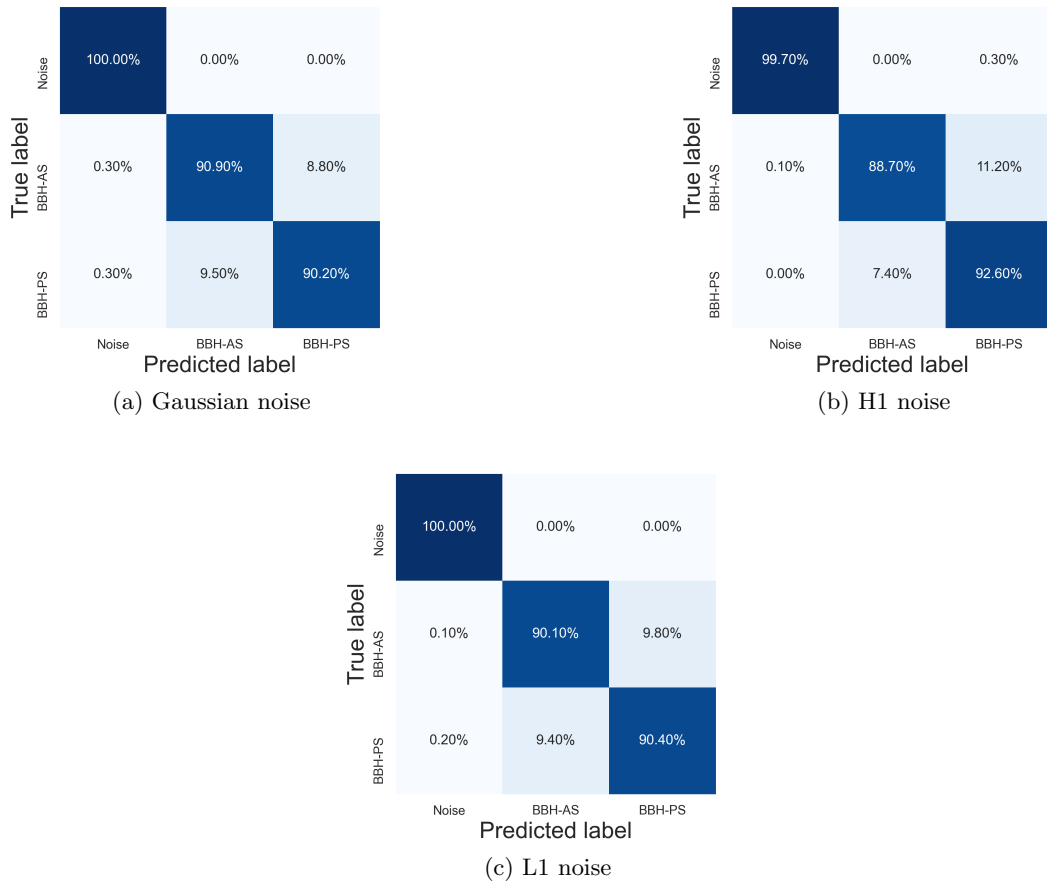 True label
Noise
100.00% 0.00% 0.00%
BBH-AS
0.30% 90.90% 8.80%
BBH-PS
0.30% 9.50% 90.20%
Noise BBH-AS BBH-PS
Predicted label
(a) Gaussian noise
True label
Noise
99.70% 0.00% 0.30%
BBH-AS
0.10% 88.70% 11.20%
BBH-PS
0.00% 7.40% 92.60%
Noise BBH-AS BBH-PS
Predicted label
(b) H1 noise
True label
Noise
100.00% 0.00% 0.00%
BBH-AS
0.10% 90.10% 9.80%
BBH-PS
0.20% 9.40% 90.40%
Noise BBH-AS BBH-PS
Predicted label
(c) L1 noise